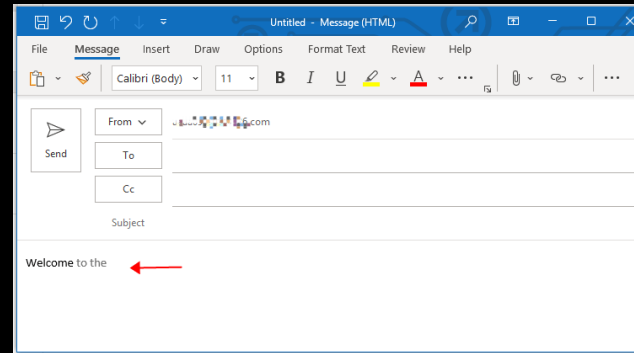 Untitled - Message (HTML)
File Message Insert Draw Options Format Text Review Help
Calibri (Body) 11 B I U A
From .com
Send To
Cc
Subject
Welcome to the